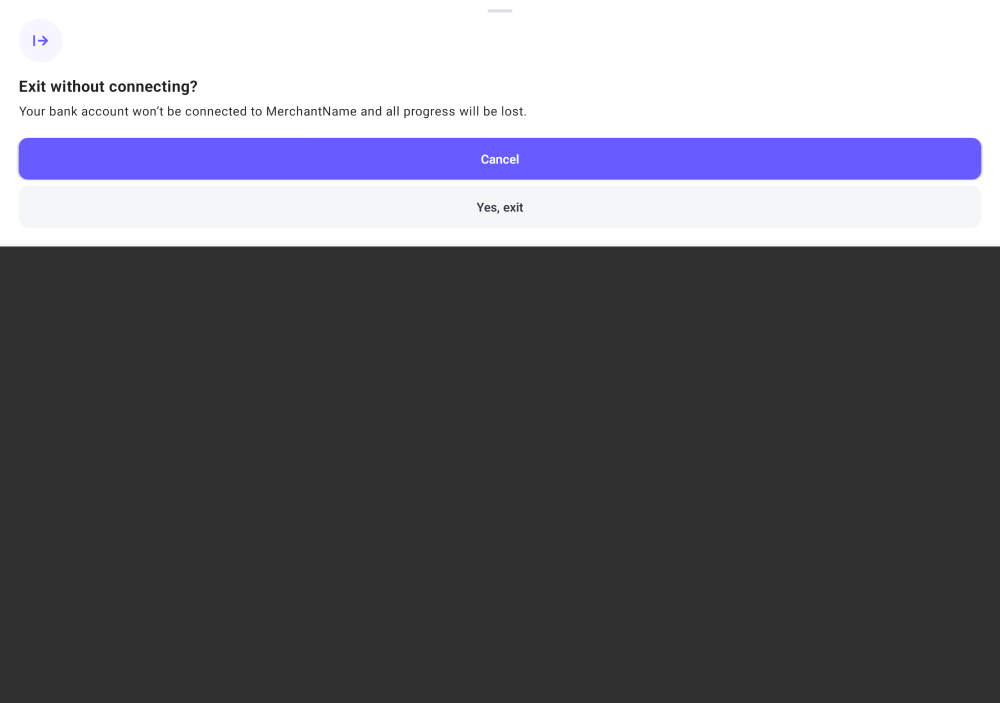 Exit without connecting?
Your bank account won’t be connected to MerchantName and all progress will be lost.
Cancel
Yes, exit